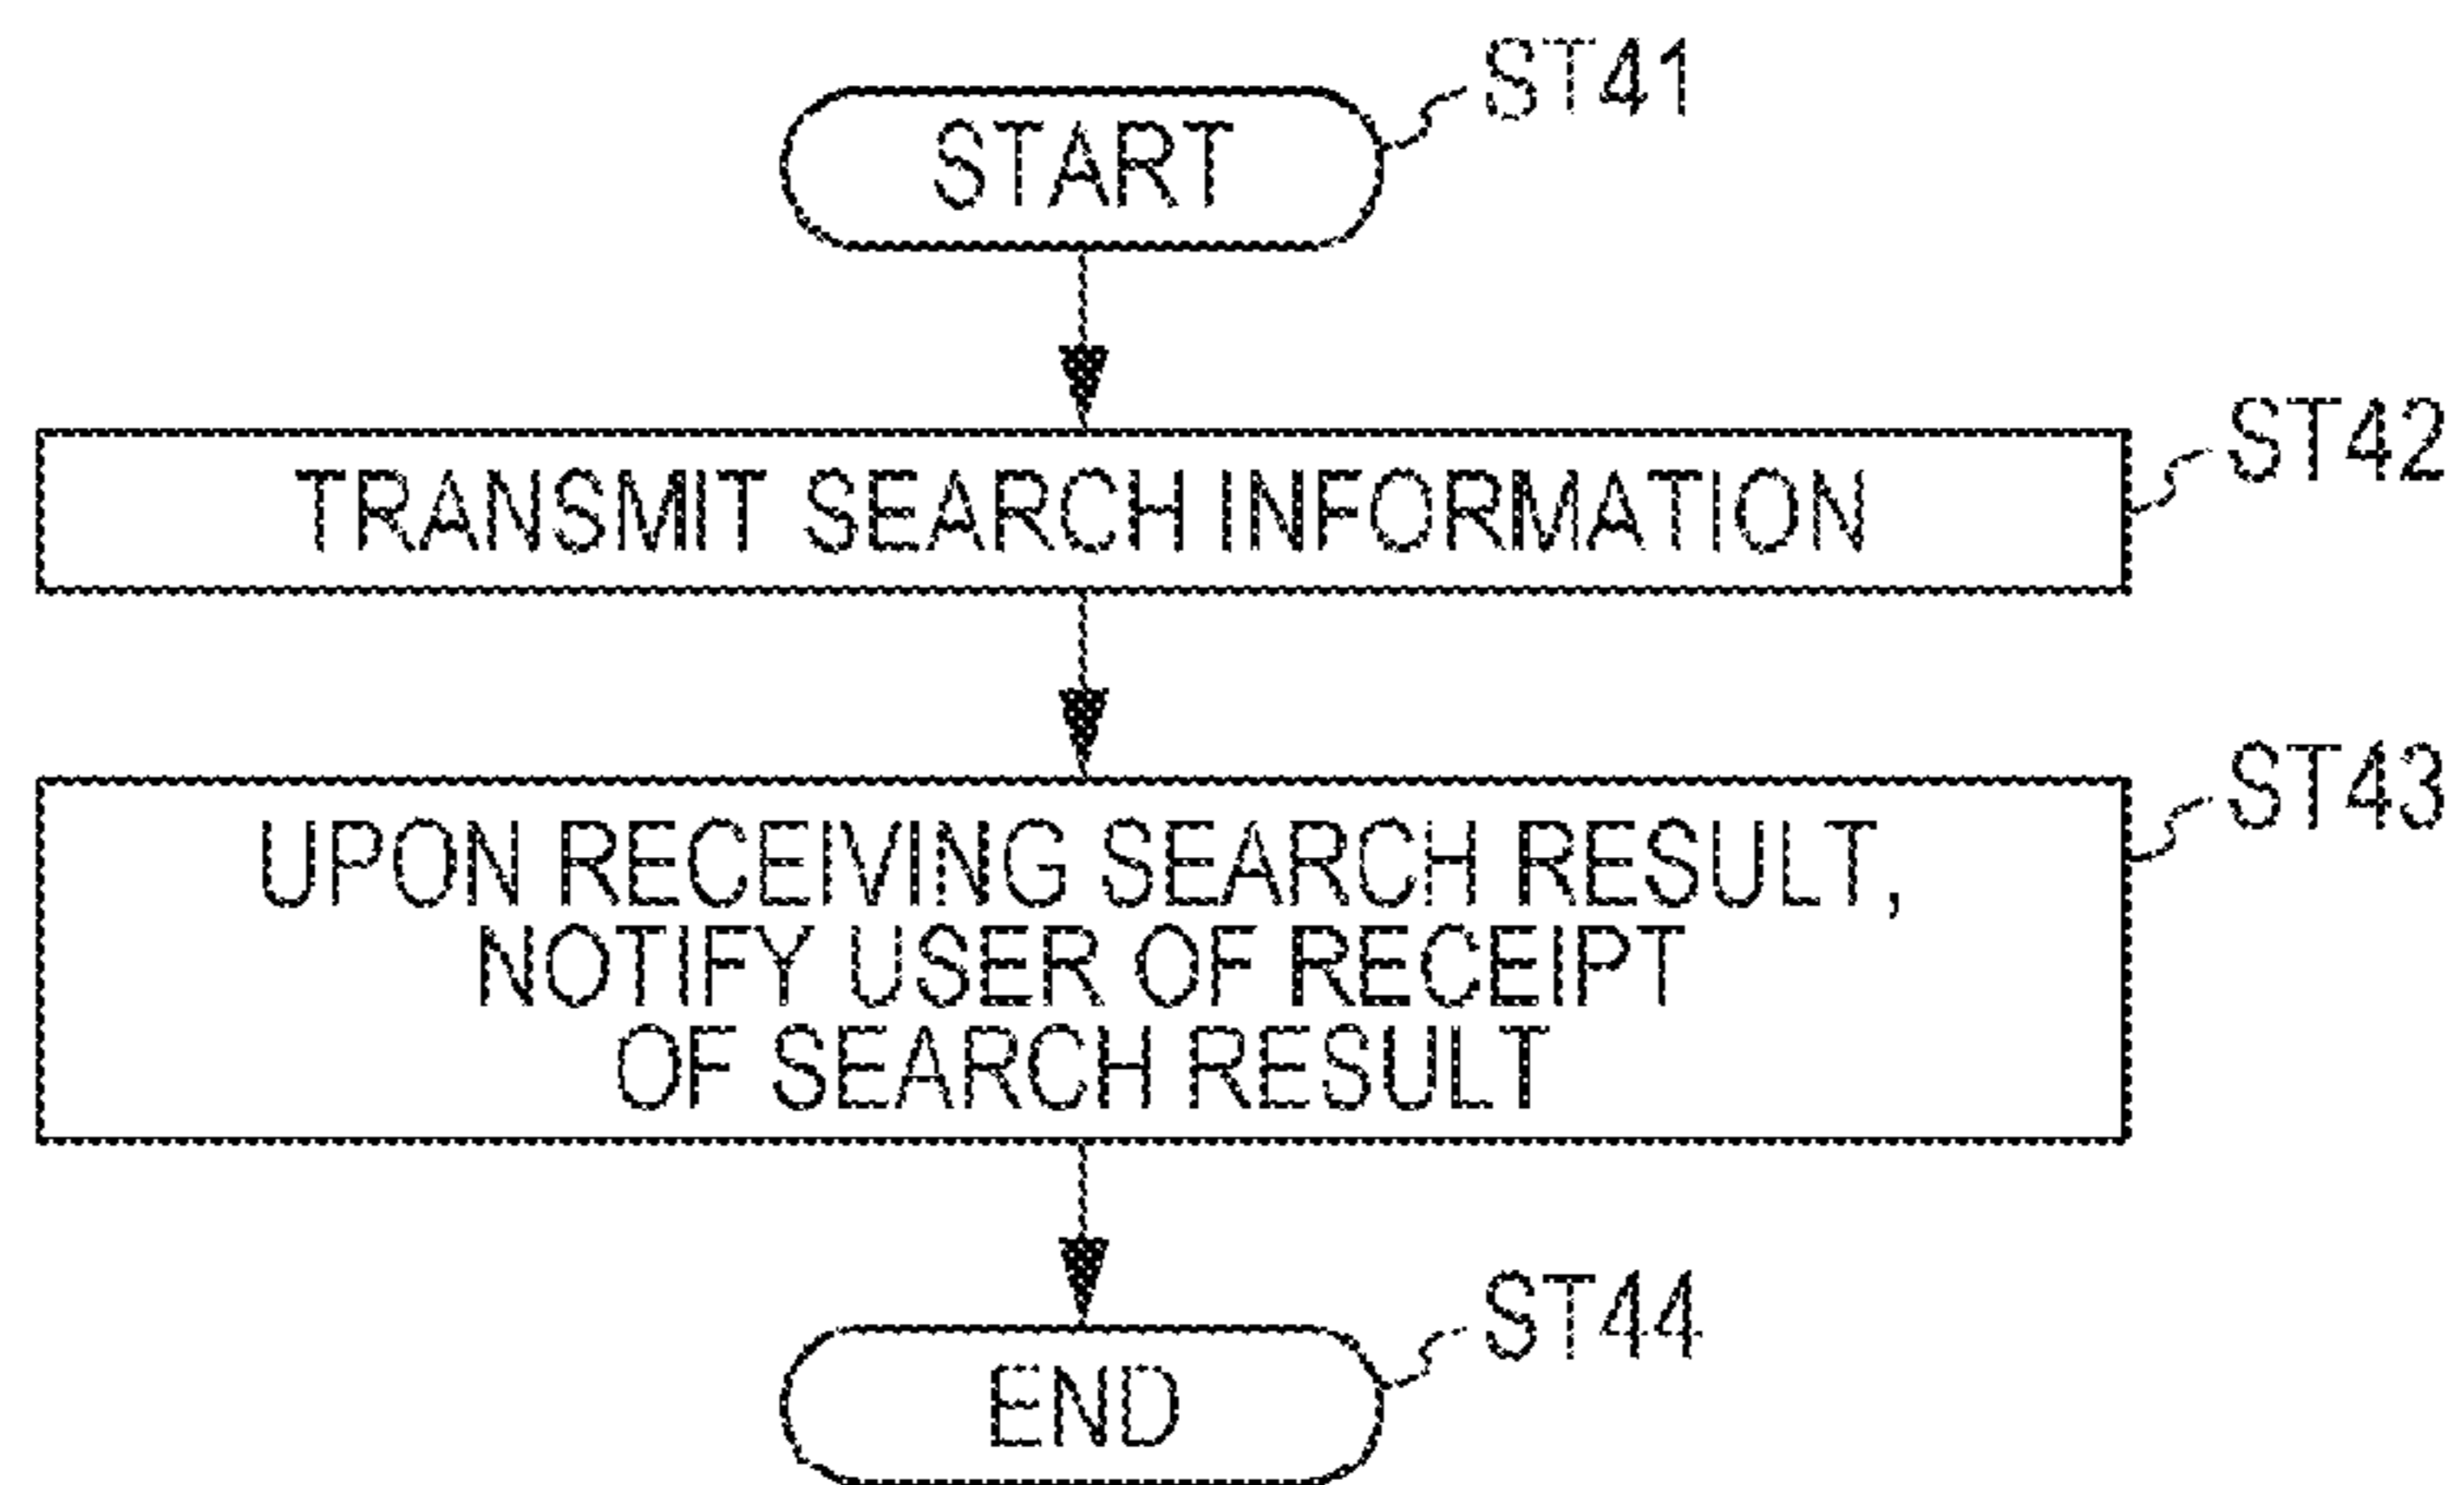 ST41
START
ST42
TRANSMIT SEARCH INFORMATION
ST43
UPON RECEIVING SEARCH RESULT,
NOTIFY USER OF RECEIPT
OF SEARCH RESULT
ST44
END